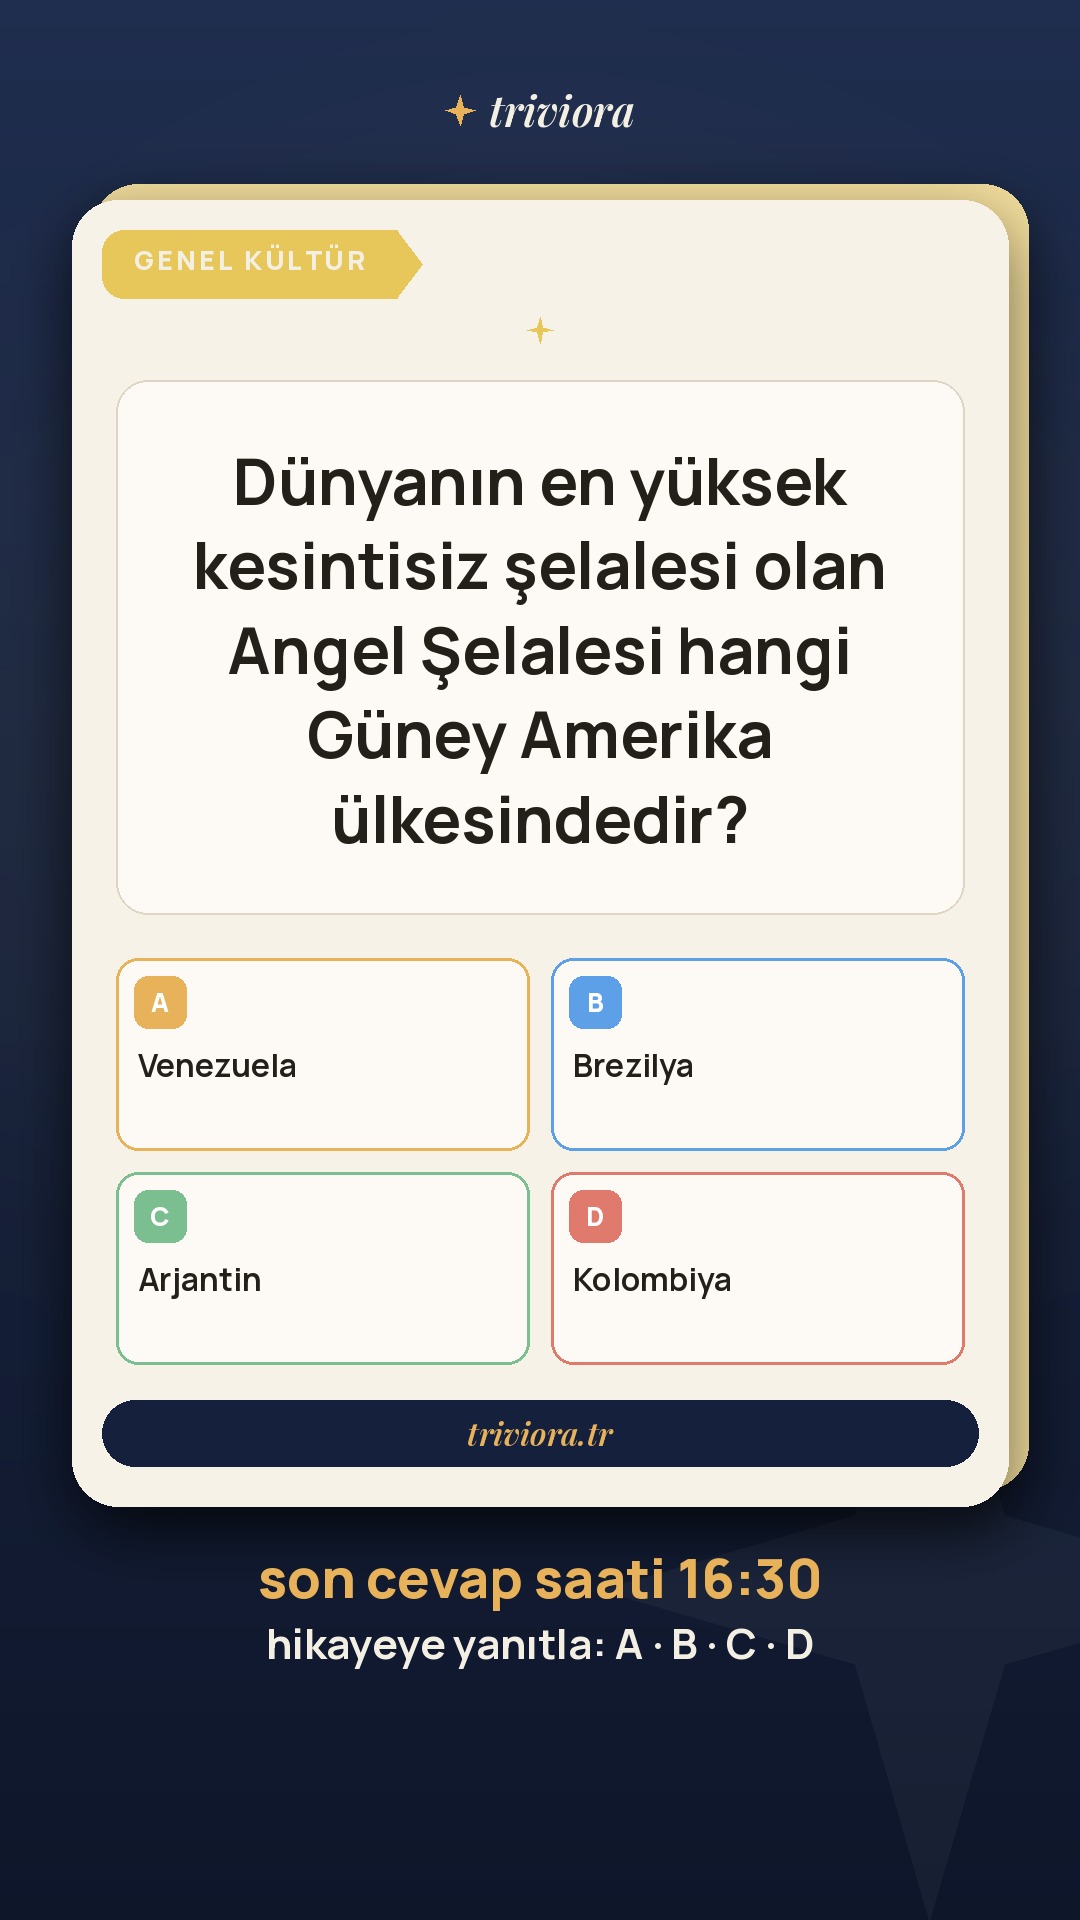 triviora
GENEL KÜLTÜR
Dünyanın en yüksek
kesintisiz şelalesi olan
Angel Şelalesi hangi
Güney Amerika
ülkesindedir?
A
Venezuela
B
Brezilya
C
Arjantin
D
Kolombiya
triviora.tr
son cevap saati 16:30
hikayeye yanıtla: A · B · C · D